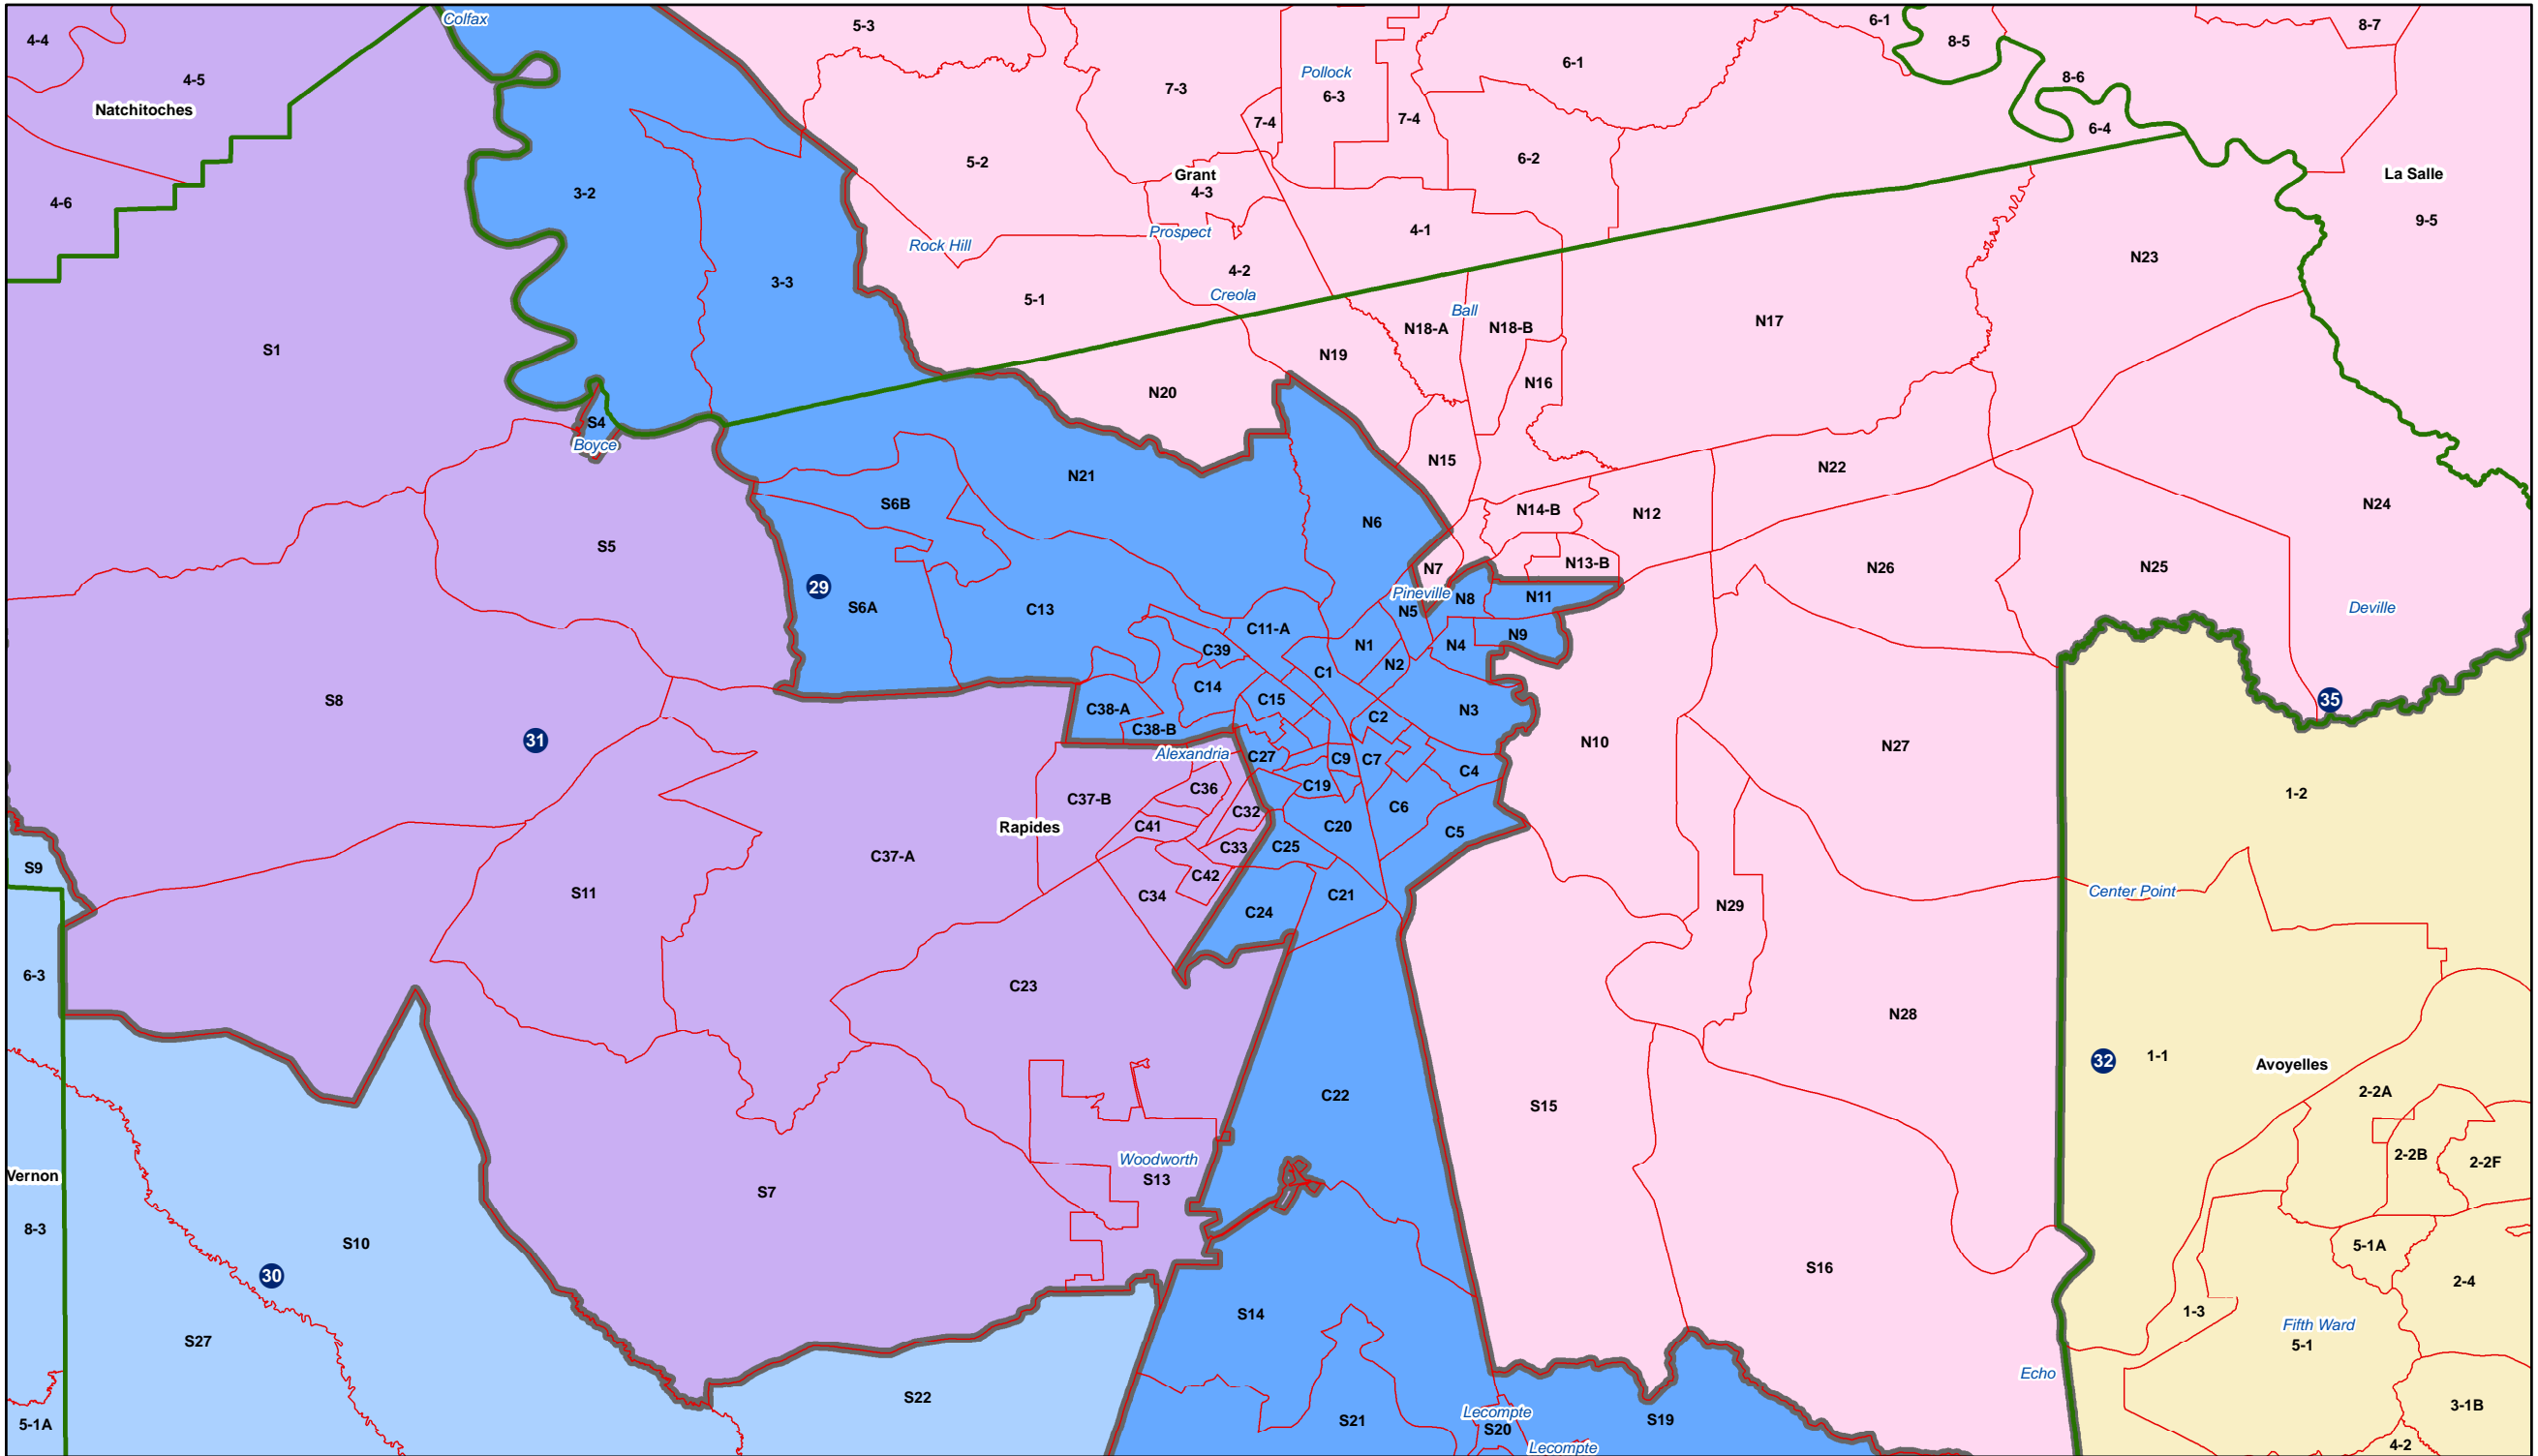 Colfax
5-3
6-1
8-7
4-4
8-5
4-5
6-1
Pollock
8-6
7-3
6-3
Natchitoches
7-4
7-4
6-4
5-2
6-2
Grant
La Salle
4-3
3-2
4-6
9-5
4-1
Prospect
Rock Hill
N23
4-2
3-3
Creola
5-1
Ball
N17
N18-A
N18-B
S1
N19
N16
N20
S4
Boyce
N15
N22
N21
S6B
N24
N14-B
N12
N6
S5
N13-B
N7
N26
N25
29
Pineville
N8
N11
S6A
C13
N5
Deville
C11-A
N9
N1
N4
C39
N2
C1
C14
S8
C15
35
C38-A
N3
C2
C38-B
31
N10
N27
Alexandria
C27
C9
C7
C4
C19
C36
1-2
C37-B
C6
C32
C41
Rapides
C20
C5
C33
C25
C37-A
S9
C42
Center Point
S11
C34
C21
N29
C24
6-3
C23
N28
1-1
32
Avoyelles
2-2A
C22
S15
2-2B
Woodworth
2-2F
Vernon
S13
S7
8-3
S10
5-1A
S16
30
2-4
1-3
S14
Fifth Ward
S27
5-1
Echo
S22
3-1B
Lecompte
S19
S21
5-1A
S20
4-2
Lecompte